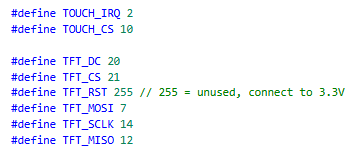 #define TOUCH_IRQ 2
#define TOUCH_CS 10

#define TFT_DC 20
#define TFT_CS 21
#define TFT_RST 255 // 255 = unused, connect to 3.3V
#define TFT_MOSI 7
#define TFT_SCLK 14
#define TFT_MISO 12